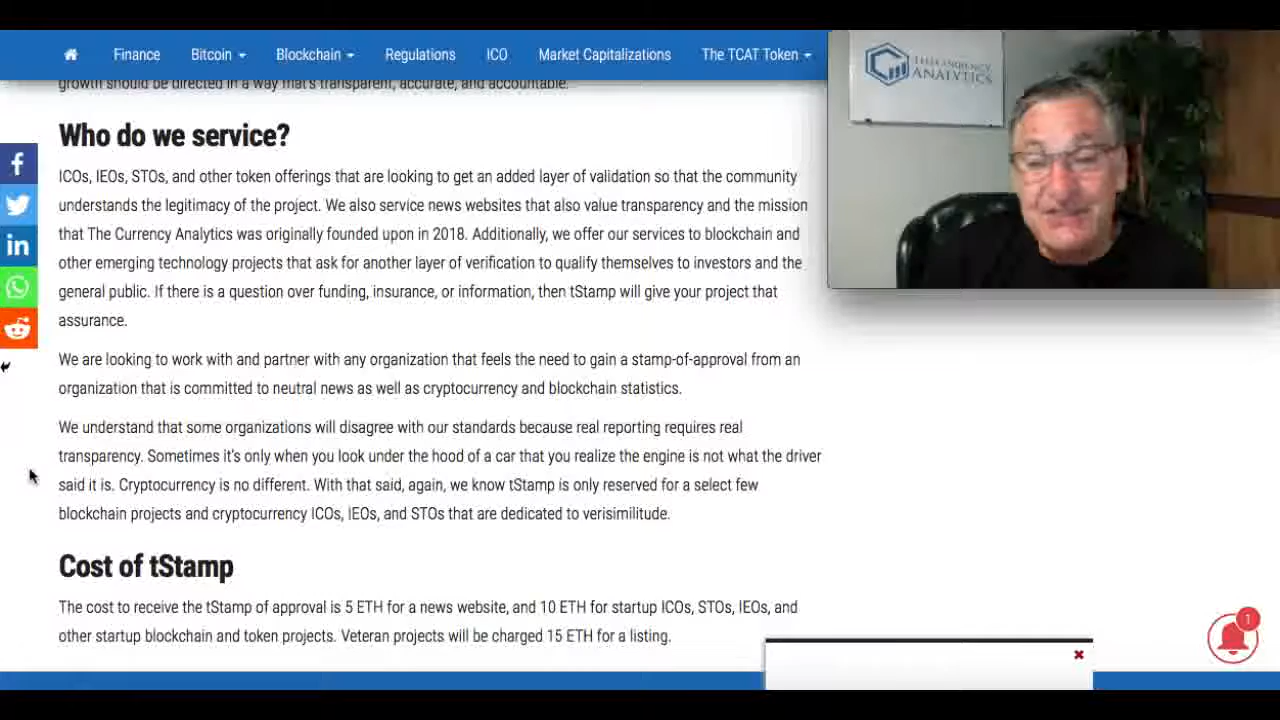 Finance Bitcoin Blockchain Regulations ICO Market Capitalizations The TCAT Token
THE CURRENCY
ANALYTICS
growth should be directed in a way that's transparent, accurate, and accountable.
Who do we service?
ICOs, IEOs, STOs, and other token offerings that are looking to get an added layer of validation so that the community
understands the legitimacy of the project. We also service news websites that also value transparency and the mission
that The Currency Analytics was originally founded upon in 2018. Additionally, we offer our services to blockchain and
other emerging technology projects that ask for another layer of verification to qualify themselves to investors and the
general public. If there is a question over funding, insurance, or information, then tStamp will give your project that
assurance.
We are looking to work with and partner with any organization that feels the need to gain a stamp-of-approval from an
organization that is committed to neutral news as well as cryptocurrency and blockchain statistics.
We understand that some organizations will disagree with our standards because real reporting requires real
transparency. Sometimes it's only when you look under the hood of a car that you realize the engine is not what the driver
said it is. Cryptocurrency is no different. With that said, again, we know tStamp is only reserved for a select few
blockchain projects and cryptocurrency ICOs, IEOs, and STOs that are dedicated to verisimilitude.
Cost of tStamp
The cost to receive the tStamp of approval is 5 ETH for a news website, and 10 ETH for startup ICOs, STOs, IEOs, and
other startup blockchain and token projects. Veteran projects will be charged 15 ETH for a listing.
1